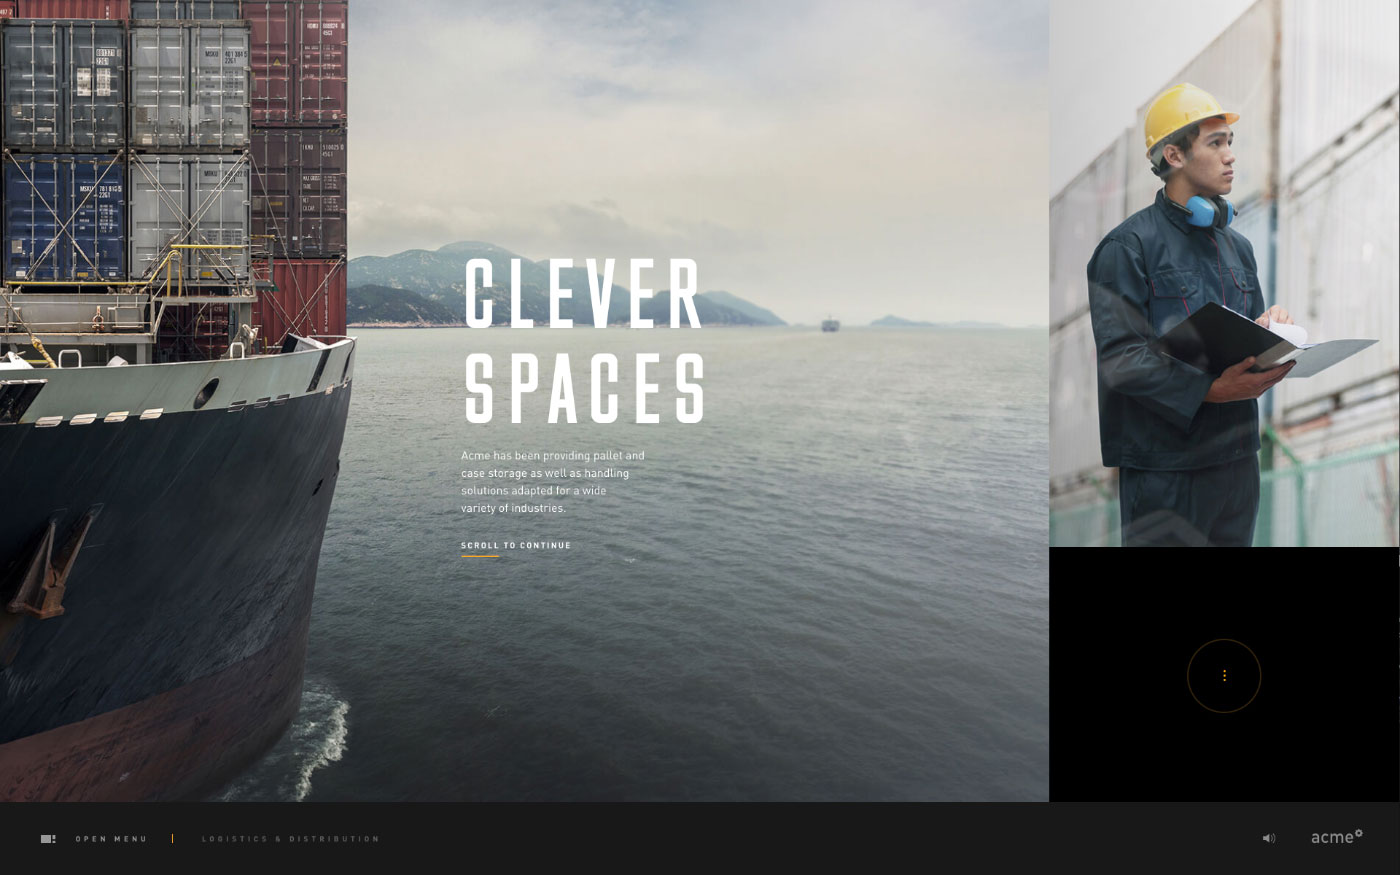 MSKU
CLEVER
SPACES
Acme has been providing pallet and
case storage as well as handling
solutions adapted for a wide
variety of industries.
SCROLL TO CONTINUE
OPEN MENU
LOGISTICS & DISTRIBUTION
acme